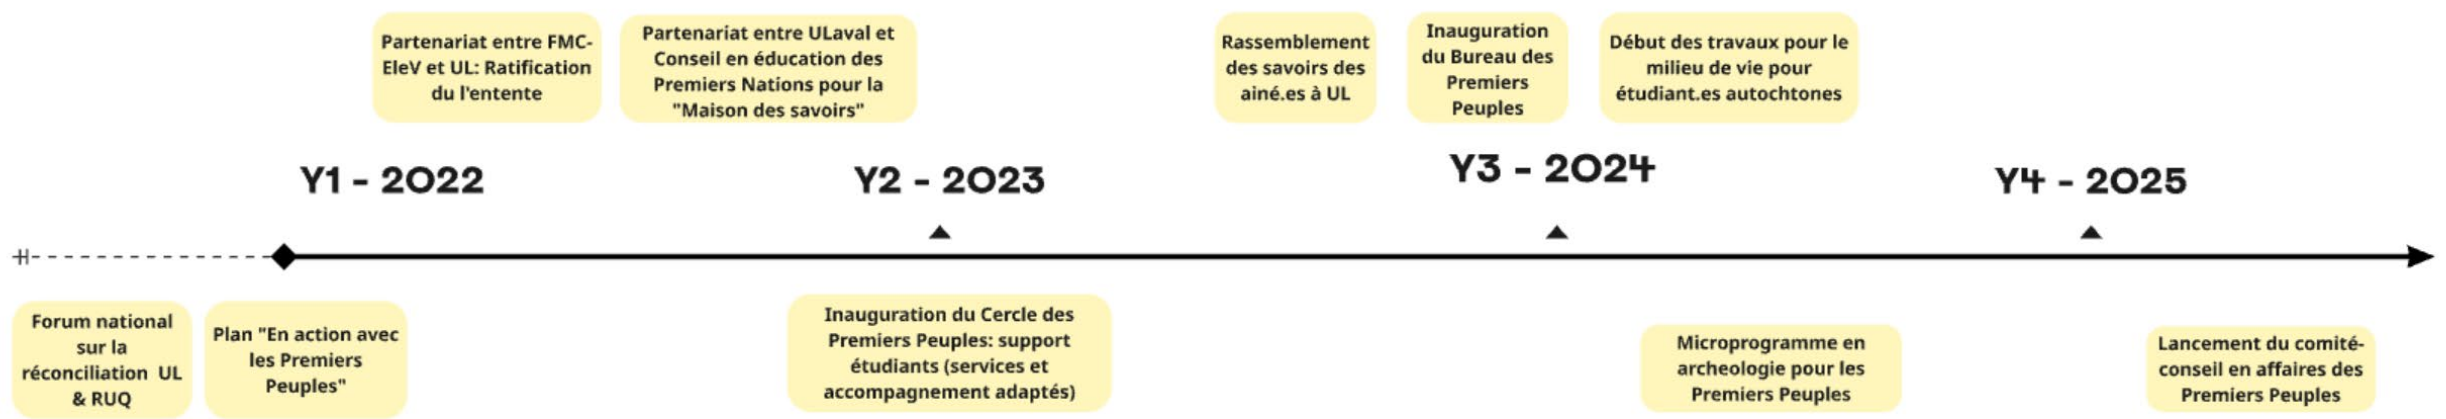 Partenariat entre FMC-
EleV et UL: Ratification
du l'entente
Partenariat entre ULaval et
Conseil en éducation des
Premiers Nations pour la
"Maison des savoirs"
Rassemblement
des savoirs des
ainé.es à UL
Inauguration
du Bureau des
Premiers
Peuples
Début des travaux pour le
milieu de vie pour
étudiant.es autochtones
Y1 - 2022
Y2 - 2023
Y3 - 2024
Y4 - 2025
Forum national
sur la
réconciliation UL
& RUQ
Plan "En action avec
les Premiers
Peuples"
Inauguration du Cercle des
Premiers Peuples: support
étudiants (services et
accompagnement adaptés)
Microprogramme en
archeologie pour les
Premiers Peuples
Lancement du comité-
conseil en affaires des
Premiers Peuples